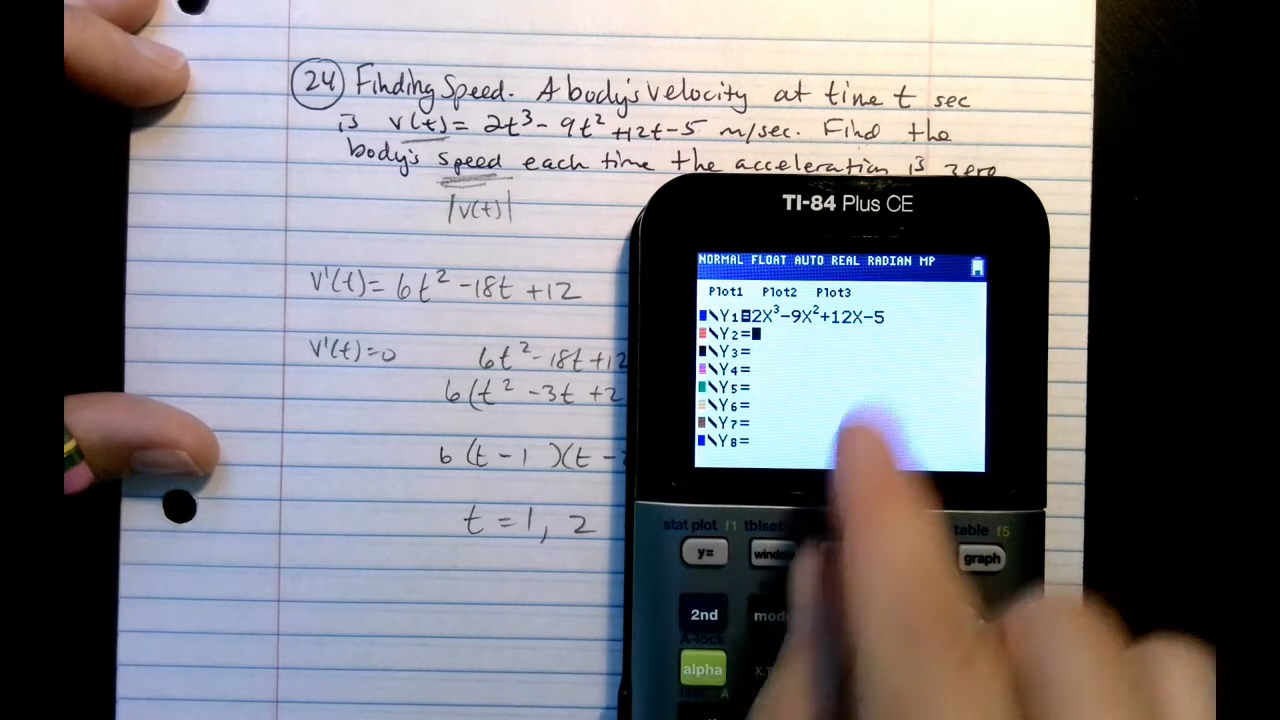 24 Finding Speed. A body's velocity at time t sec
is v(t) = 2t³ - 9t² + 12t - 5 m/sec. Find the
body's speed each time the acceleration is zero
|v(t)|
v'(t) = 6t² - 18t + 12
v'(t) = 0 6t² - 18t + 12
6(t² - 3t + 2
6(t - 1)(t -
t = 1, 2
TI-84 Plus CE
NORMAL FLOAT AUTO REAL RADIAN MP
Plot1 Plot2 Plot3
\Y1=2X³-9X²+12X-5
\Y2=
\Y3=
\Y4=
\Y5=
\Y6=
\Y7=
\Y8=
stat plot f1 tblset table f5
y= window graph
2nd mode
A-lock
alpha X,T
A